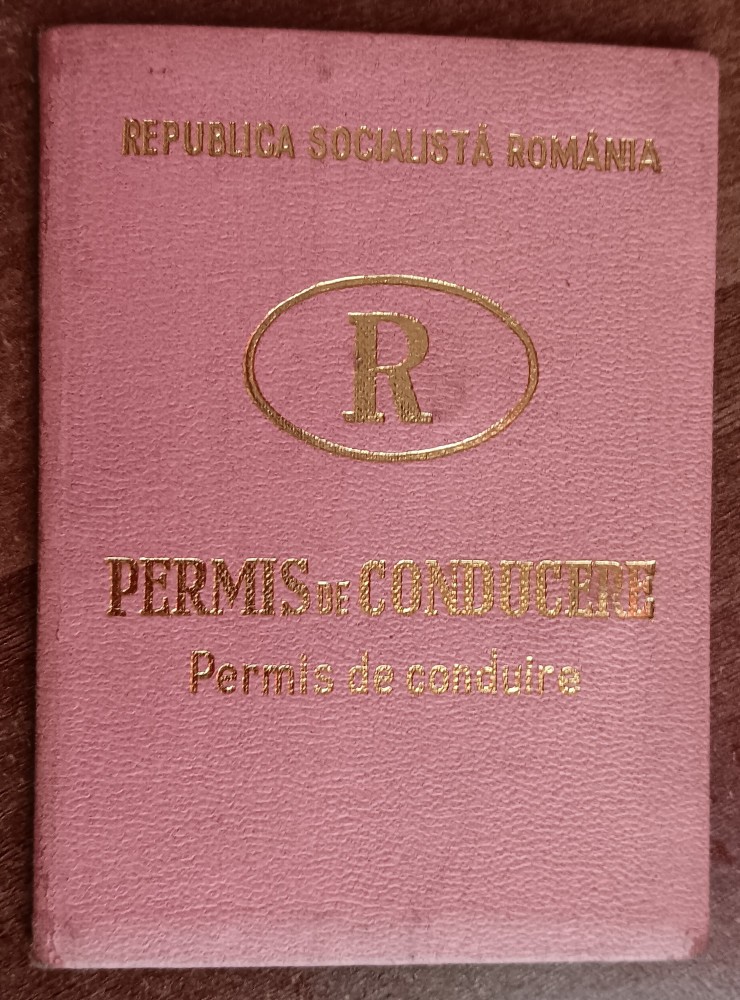 REPUBLICA SOCIALISTĂ ROMÂNIA
R
PERMIS DE CONDUCERE
Permis de conduire